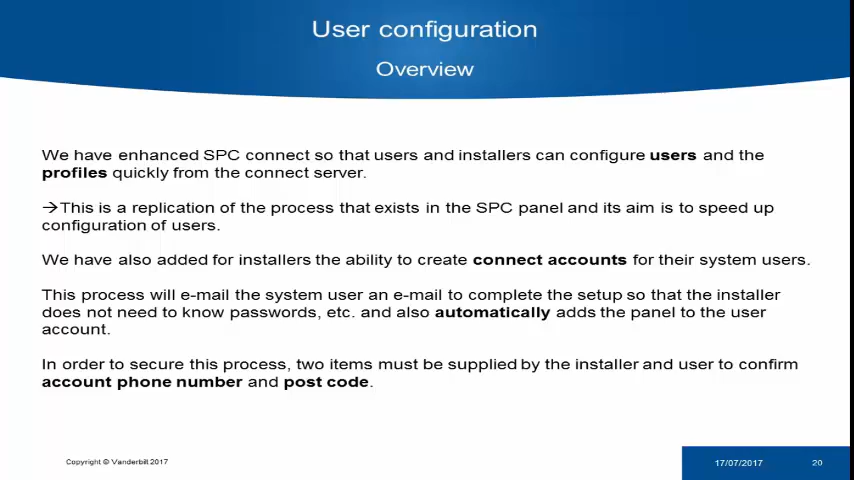 User configuration
Overview
We have enhanced SPC connect so that users and installers can configure users and the
profiles quickly from the connect server.
→This is a replication of the process that exists in the SPC panel and its aim is to speed up
configuration of users.
We have also added for installers the ability to create connect accounts for their system users.
This process will e-mail the system user an e-mail to complete the setup so that the installer
does not need to know passwords, etc. and also automatically adds the panel to the user
account.
In order to secure this process, two items must be supplied by the installer and user to confirm
account phone number and post code.
Copyright © Vanderbilt 2017
17/07/2017
20